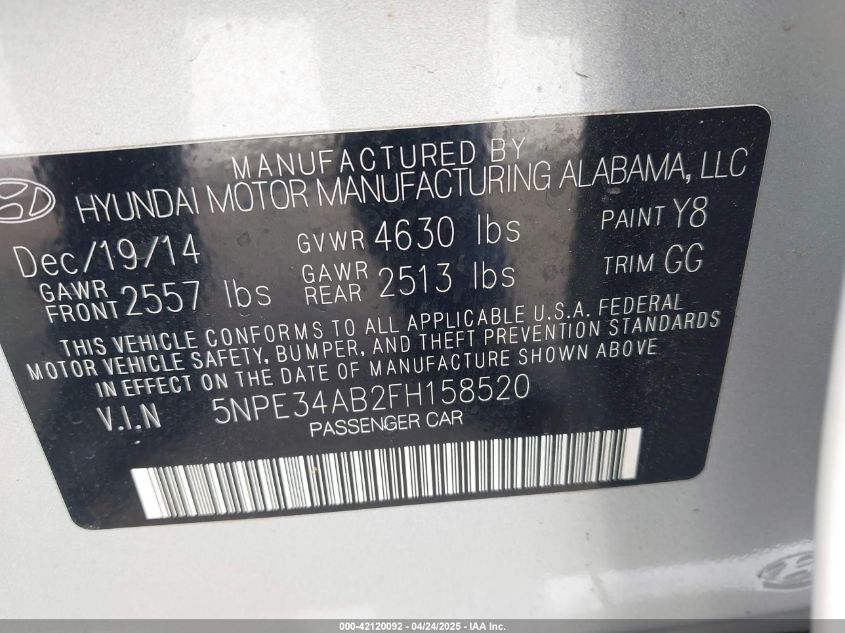 MANUFACTURED BY
HYUNDAI MOTOR MANUFACTURING ALABAMA, LLC
Dec/19/14 GVWR 4630 lbs PAINT Y8
GAWR FRONT 2557 lbs GAWR REAR 2513 lbs TRIM GG
THIS VEHICLE CONFORMS TO ALL APPLICABLE U.S.A. FEDERAL
MOTOR VEHICLE SAFETY, BUMPER, AND THEFT PREVENTION STANDARDS
IN EFFECT ON THE DATE OF MANUFACTURE SHOWN ABOVE
V.I.N 5NPE34AB2FH158520
PASSENGER CAR
000-42120092 - 04/24/2025 - IAA Inc.